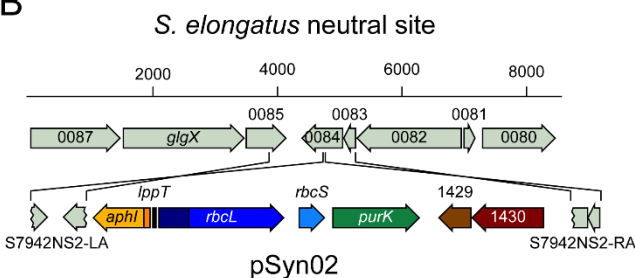 B
S. elongatus neutral site
2000 4000 6000 8000
0085 0083 0081
0087 glgX 0084 0082 0080
lppT rbcS 1429
aphI rbcL purK 1430
S7942NS2-LA S7942NS2-RA
pSyn02